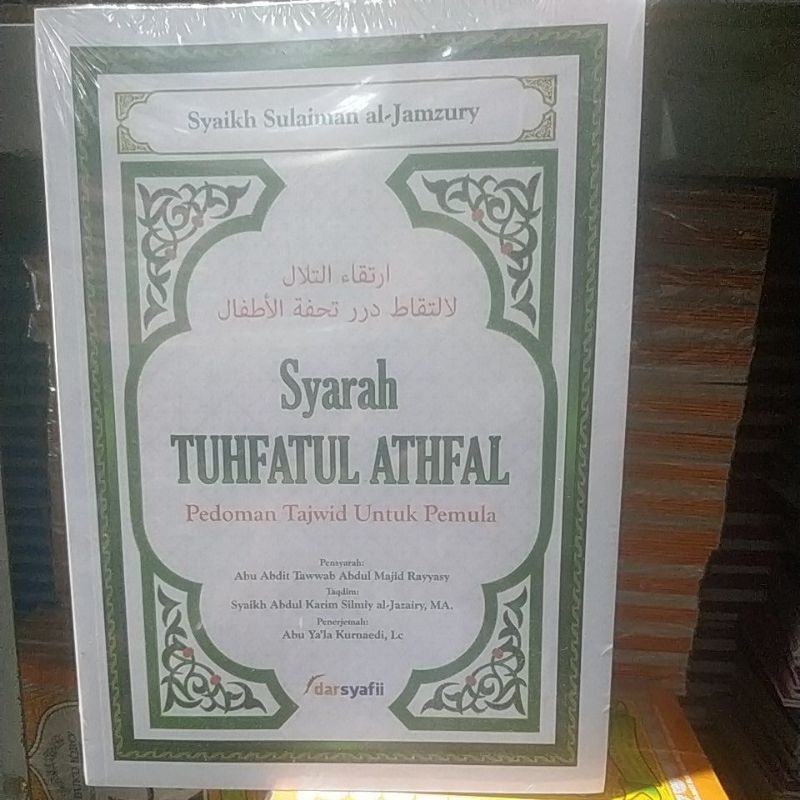 Syaikh Sulaiman al-Jamzury
ارتقاء التلال
لالتقاط درر تحفة الأطفال
Syarah
TUHFATUL ATHFAL
Pedoman Tajwid Untuk Pemula
Pensyarah:
Abu Abdit Tawwab Abdul Majid Rayyasy
Taqdim:
Syaikh Abdul Karim Silmiy al-Jazairy, MA.
Penerjemah:
Abu Ya'la Kurnaedi, Lc
darsyafii